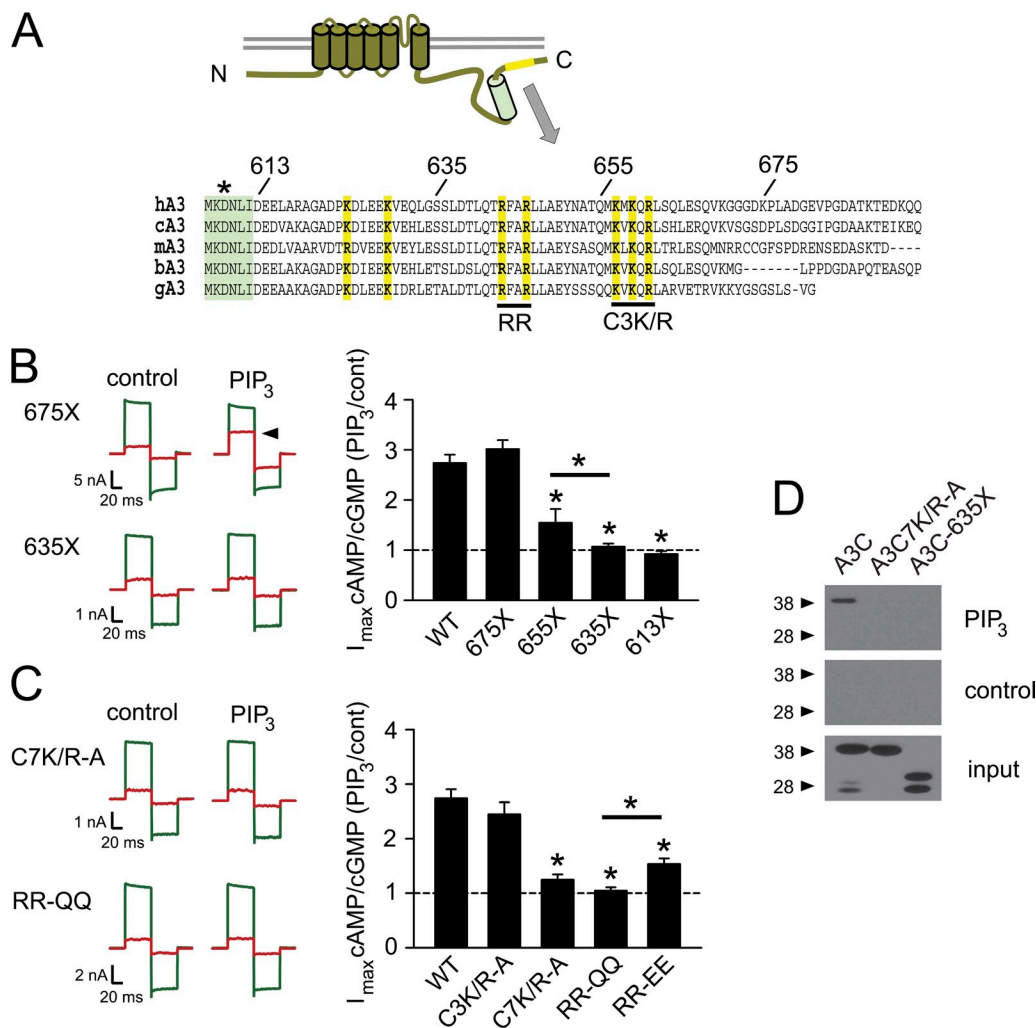 A
N
C
613 635 655 675
*
hA3 MKDNLIDEELARAGADPKDLEEKVEQLGSSLDTLQTRFARLLAEYNATQMKMKQRLSQLESQVKGGGDKPLADGEVPGDATKTEDKQQ
cA3 MKDNLIDEDVAKAGADPKDIEEKVEHLESSLDTLQTRFARLLAEYNATQMKVKQRLSHLERQVKVSGSDPLSDGGIPGDAAKTEIKEQ
mA3 MKDNLIDEDLVAARVDTRDVEEKVEYLESSLDILQTRFARLLAEYSASQMKLKQRLTRLESQMNRRCCGFSPDRENSEDASKTD----
bA3 MKDNLIDEELAKAGADPRDIEEKVEHLETSLDSLQTRFARLLAEYNATQMKVKQRLSQLESQVKMG-------LPPDGDAPQTEASQP
gA3 MKDNLIDEEAAKAGADPKDLEEKIDRLETALDTLQTRFARLLAEYSSSQQKVKQRLARVETRVKKYGSGSLS-VG
RR
C3K/R
B
control
PIP3
675X
5 nA
20 ms
635X
1 nA
20 ms
Imax cAMP/cGMP (PIP3/cont)
4
3
2
1
0
*
* * *
WT 675X 655X 635X 613X
C
control
PIP3
C7K/R-A
1 nA
20 ms
RR-QQ
2 nA
20 ms
Imax cAMP/cGMP (PIP3/cont)
4
3
2
1
0
*
* * *
WT C3K/R-A C7K/R-A RR-QQ RR-EE
D
A3C A3C7K/R-A A3C-635X
38
28
PIP3
38
28
control
38
28
input